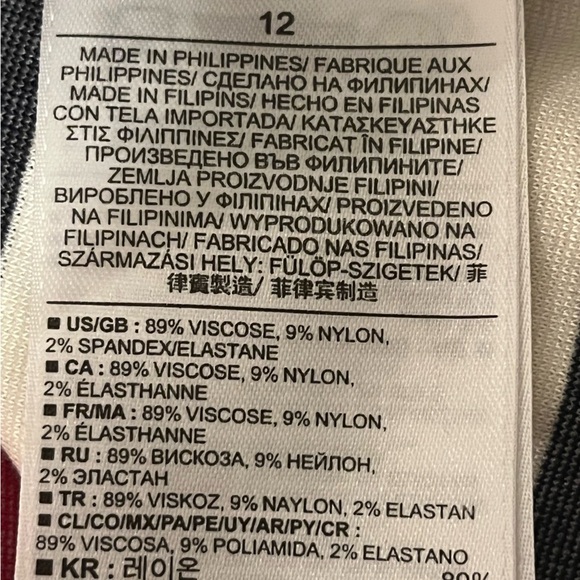 12
MADE IN PHILIPPINES/ FABRIQUE AUX
PHILIPPINES/ СДЕЛАНО НА ФИЛИПИНАХ/
MADE IN FILIPINS/ HECHO EN FILIPINAS
CON TELA IMPORTADA/ ΚΑΤΑΣΚΕΥΑΣΤΗΚΕ
ΣΤΙΣ ΦΙΛΙΠΠΙΝΕΣ/ FABRICAT ÎN FILIPINE/
ПРОИЗВЕДЕНО ВЪВ ФИЛИПИНИТЕ/
ZEMLJA PROIZVODNJE FILIPINI/
ВИРОБЛЕНО У ФІЛІПІНАХ/ PROIZVEDENO
NA FILIPINIMA/ WYPRODUKOWANO NA
FILIPINACH/ FABRICADO NAS FILIPINAS/
SZÁRMAZÁSI HELY: FÜLÖP-SZIGETEK/ 菲
律賓製造/ 菲律宾制造
■ US/GB : 89% VISCOSE, 9% NYLON,
2% SPANDEX/ELASTANE
■ CA : 89% VISCOSE, 9% NYLON,
2% ÉLASTHANNE
■ FR/MA : 89% VISCOSE, 9% NYLON,
2% ÉLASTHANNE
■ RU : 89% ВИСКОЗА, 9% НЕЙЛОН,
2% ЭЛАСТАН
■ TR : 89% VISKOZ, 9% NAYLON, 2% ELASTAN
■ CL/CO/MX/PA/PE/UY/AR/PY/CR :
89% VISCOSA, 9% POLIAMIDA, 2% ELASTANO
■ KR : 레이온 89%